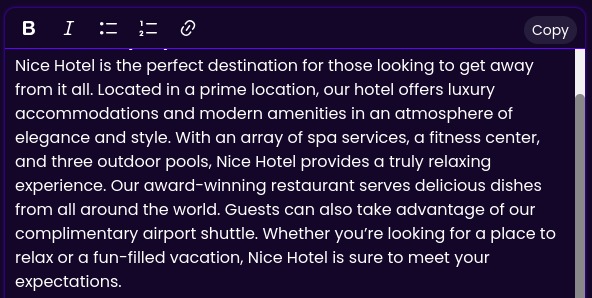 B I Copy
Nice Hotel is the perfect destination for those looking to get away
from it all. Located in a prime location, our hotel offers luxury
accommodations and modern amenities in an atmosphere of
elegance and style. With an array of spa services, a fitness center,
and three outdoor pools, Nice Hotel provides a truly relaxing
experience. Our award-winning restaurant serves delicious dishes
from all around the world. Guests can also take advantage of our
complimentary airport shuttle. Whether you’re looking for a place to
relax or a fun-filled vacation, Nice Hotel is sure to meet your
expectations.